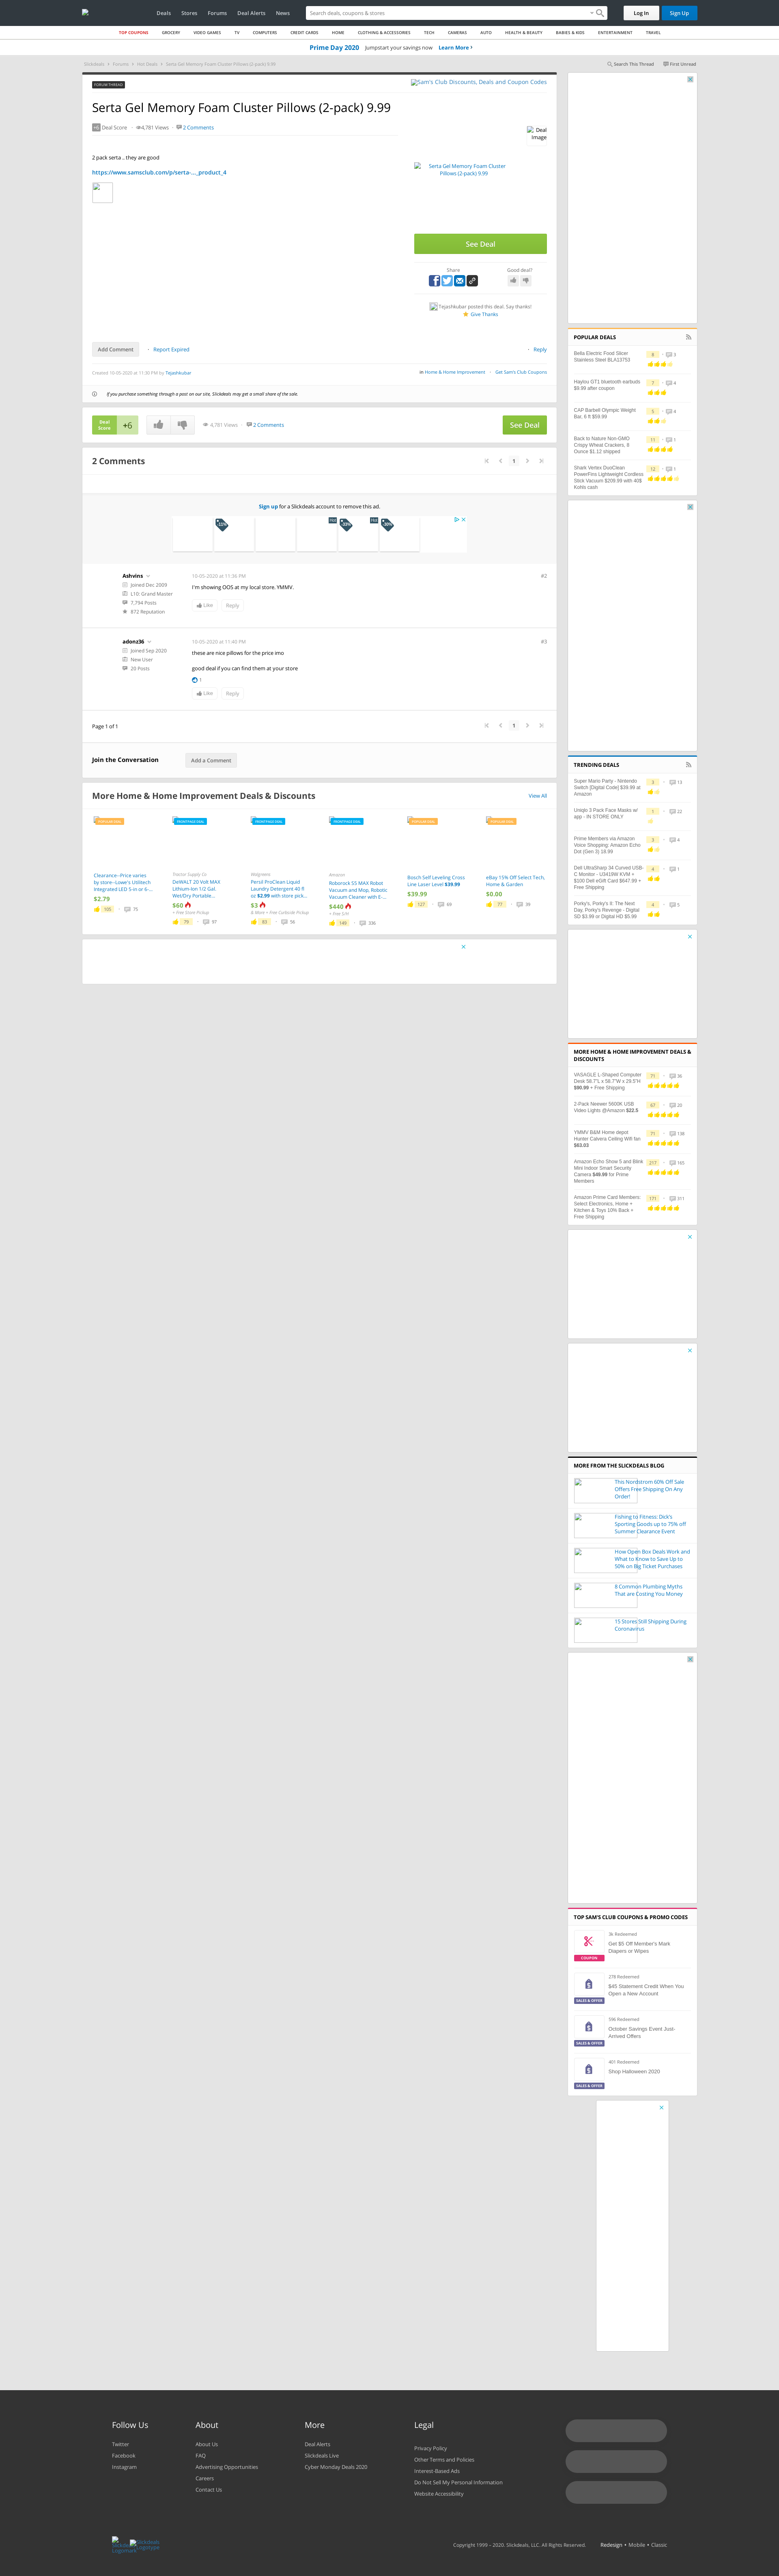 Deals Stores Forums Deal Alerts News
Search deals, coupons & stores
Log In
Sign Up
TOP COUPONS GROCERY VIDEO GAMES TV COMPUTERS CREDIT CARDS HOME CLOTHING & ACCESSORIES TECH CAMERAS AUTO HEALTH & BEAUTY BABIES & KIDS ENTERTAINMENT TRAVEL
Prime Day 2020 Jumpstart your savings now Learn More
Slickdeals Forums Hot Deals Serta Gel Memory Foam Cluster Pillows (2-pack) 9.99
Search This Thread First Unread
FORUM THREAD
Sam's Club Discounts, Deals and Coupon Codes
Serta Gel Memory Foam Cluster Pillows (2-pack) 9.99
+6 Deal Score 4,781 Views 2 Comments
Deal Image
2 pack serta .. they are good
https://www.samsclub.com/p/serta-..._product_4
Serta Gel Memory Foam Cluster Pillows (2-pack) 9.99
See Deal
Share
Good deal?
Tejashkubar posted this deal. Say thanks!
Give Thanks
Add Comment
Report Expired
Reply
Created 10-05-2020 at 11:30 PM by Tejashkubar
in Home & Home Improvement
Get Sam's Club Coupons
If you purchase something through a post on our site, Slickdeals may get a small share of the sale.
Deal Score +6
4,781 Views 2 Comments
See Deal
2 Comments
1
Sign up for a Slickdeals account to remove this ad.
Ashvins
Joined Dec 2009
L10: Grand Master
7,794 Posts
872 Reputation
10-05-2020 at 11:36 PM
#2
I'm showing OOS at my local store. YMMV.
Like
Reply
adonz36
Joined Sep 2020
New User
20 Posts
10-05-2020 at 11:40 PM
#3
these are nice pillows for the price imo
good deal if you can find them at your store
1
Like
Reply
Page 1 of 1
1
Join the Conversation
Add a Comment
More Home & Home Improvement Deals & Discounts
View All
POPULAR DEAL
Clearance--Price varies by store--Lowe's Utilitech integrated LED 5-in or 6-...
$2.79
105 75
FRONTPAGE DEAL
Tractor Supply Co
DeWALT 20 Volt MAX Lithium-Ion 1/2 Gal. Wet/Dry Portable...
$60
+ Free Store Pickup
79 97
FRONTPAGE DEAL
Walgreens
Persil ProClean Liquid Laundry Detergent 40 fl oz $2.99 with store pick...
$3
& More + Free Curbside Pickup
83 56
FRONTPAGE DEAL
Amazon
Roborock S5 MAX Robot Vacuum and Mop, Robotic Vacuum Cleaner with E-...
$440
+ Free S/H
149 336
POPULAR DEAL
Bosch Self Leveling Cross Line Laser Level $39.99
$39.99
127 69
POPULAR DEAL
eBay 15% Off Select Tech, Home & Garden
$0.00
77 39
POPULAR DEALS
Bella Electric Food Slicer Stainless Steel BLA13753
8 3
Haylou GT1 bluetooth earbuds $9.99 after coupon
7 4
CAP Barbell Olympic Weight Bar, 6 ft $59.99
5 4
Back to Nature Non-GMO Crispy Wheat Crackers, 8 Ounce $1.12 shipped
11 1
Shark Vertex DuoClean PowerFins Lightweight Cordless Stick Vacuum $209.99 with 40$ Kohls cash
12 1
TRENDING DEALS
Super Mario Party - Nintendo Switch [Digital Code] $39.99 at Amazon
3 13
Uniqlo 3 Pack Face Masks w/ app - IN STORE ONLY
1 22
Prime Members via Amazon Voice Shopping: Amazon Echo Dot (Gen 3) 18.99
3 4
Dell UltraSharp 34 Curved USB-C Monitor - U3419W KVM + $100 Dell eGift Card $647.99 + Free Shipping
4 1
Porky's, Porky's II: The Next Day, Porky's Revenge - Digital SD $3.99 or Digital HD $5.99
4 5
MORE HOME & HOME IMPROVEMENT DEALS & DISCOUNTS
VASAGLE L-Shaped Computer Desk 58.7"L x 58.7"W x 29.5"H $90.99 + Free Shipping
71 36
2-Pack Neewer 5600K USB Video Lights @Amazon $22.5
67 20
YMMV B&M Home depot Hunter Calvera Ceiling Wifi fan $63.03
71 138
Amazon Echo Show 5 and Blink Mini Indoor Smart Security Camera $49.99 for Prime Members
217 165
Amazon Prime Card Members: Select Electronics, Home + Kitchen & Toys 10% Back + Free Shipping
171 311
MORE FROM THE SLICKDEALS BLOG
This Nordstrom 60% Off Sale Offers Free Shipping On Any Order!
Fishing to Fitness: Dick's Sporting Goods up to 75% off Summer Clearance Event
How Open Box Deals Work and What to Know to Save Up to 50% on Big Ticket Purchases
8 Common Plumbing Myths That are Costing You Money
15 Stores Still Shipping During Coronavirus
TOP SAM'S CLUB COUPONS & PROMO CODES
COUPON
3k Redeemed
Get $5 Off Member's Mark Diapers or Wipes
SALES & OFFER
278 Redeemed
$45 Statement Credit When You Open a New Account
SALES & OFFER
596 Redeemed
October Savings Event Just-Arrived Offers
SALES & OFFER
401 Redeemed
Shop Halloween 2020
Follow Us
Twitter
Facebook
Instagram
About
About Us
FAQ
Advertising Opportunities
Careers
Contact Us
More
Deal Alerts
Slickdeals Live
Cyber Monday Deals 2020
Legal
Privacy Policy
Other Terms and Policies
Interest-Based Ads
Do Not Sell My Personal Information
Website Accessibility
Slickdeals Logotype
Copyright 1999 - 2020. Slickdeals, LLC. All Rights Reserved. Redesign • Mobile • Classic